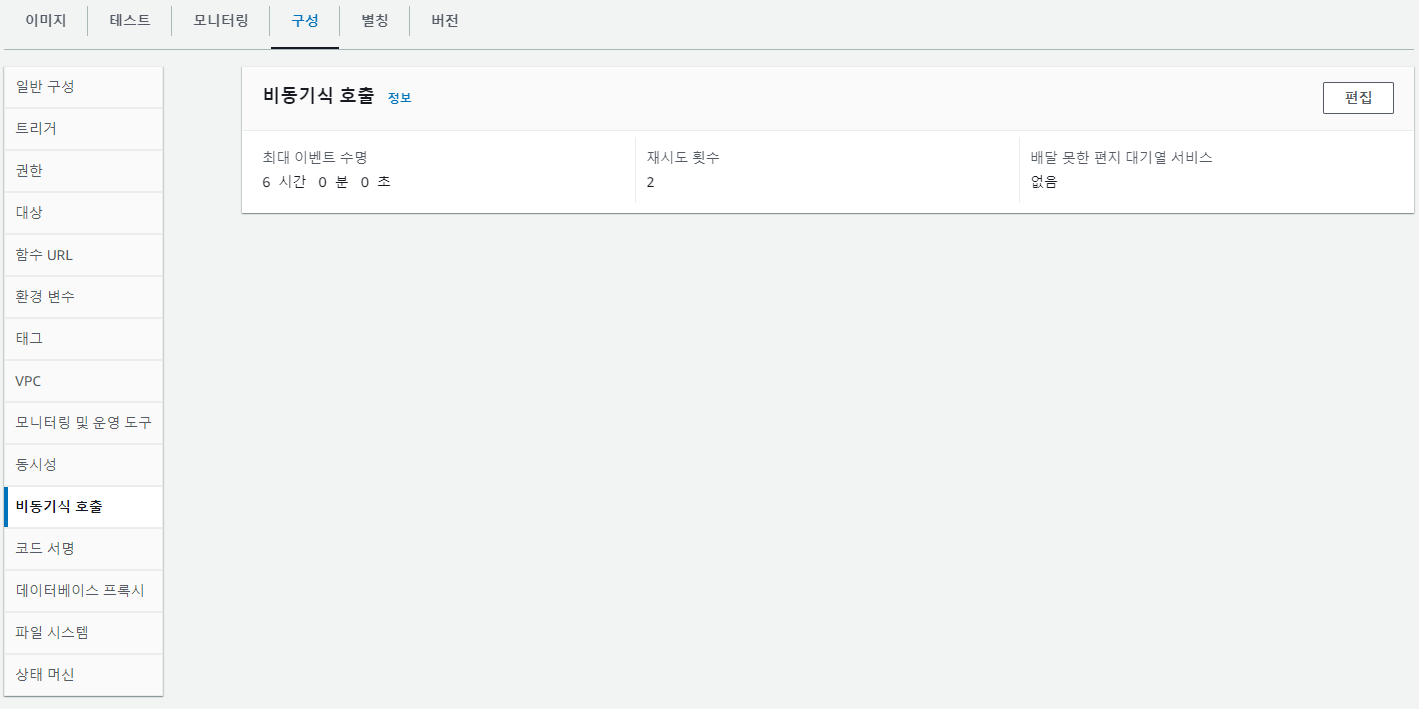 이미지 테스트 모니터링 구성 별칭 버전
일반 구성
트리거
권한
대상
함수 URL
환경 변수
태그
VPC
모니터링 및 운영 도구
동시성
비동기식 호출
코드 서명
데이터베이스 프록시
파일 시스템
상태 머신
비동기식 호출 정보
편집
최대 이벤트 수명
6 시간 0 분 0 초
재시도 횟수
2
배달 못한 편지 대기열 서비스
없음